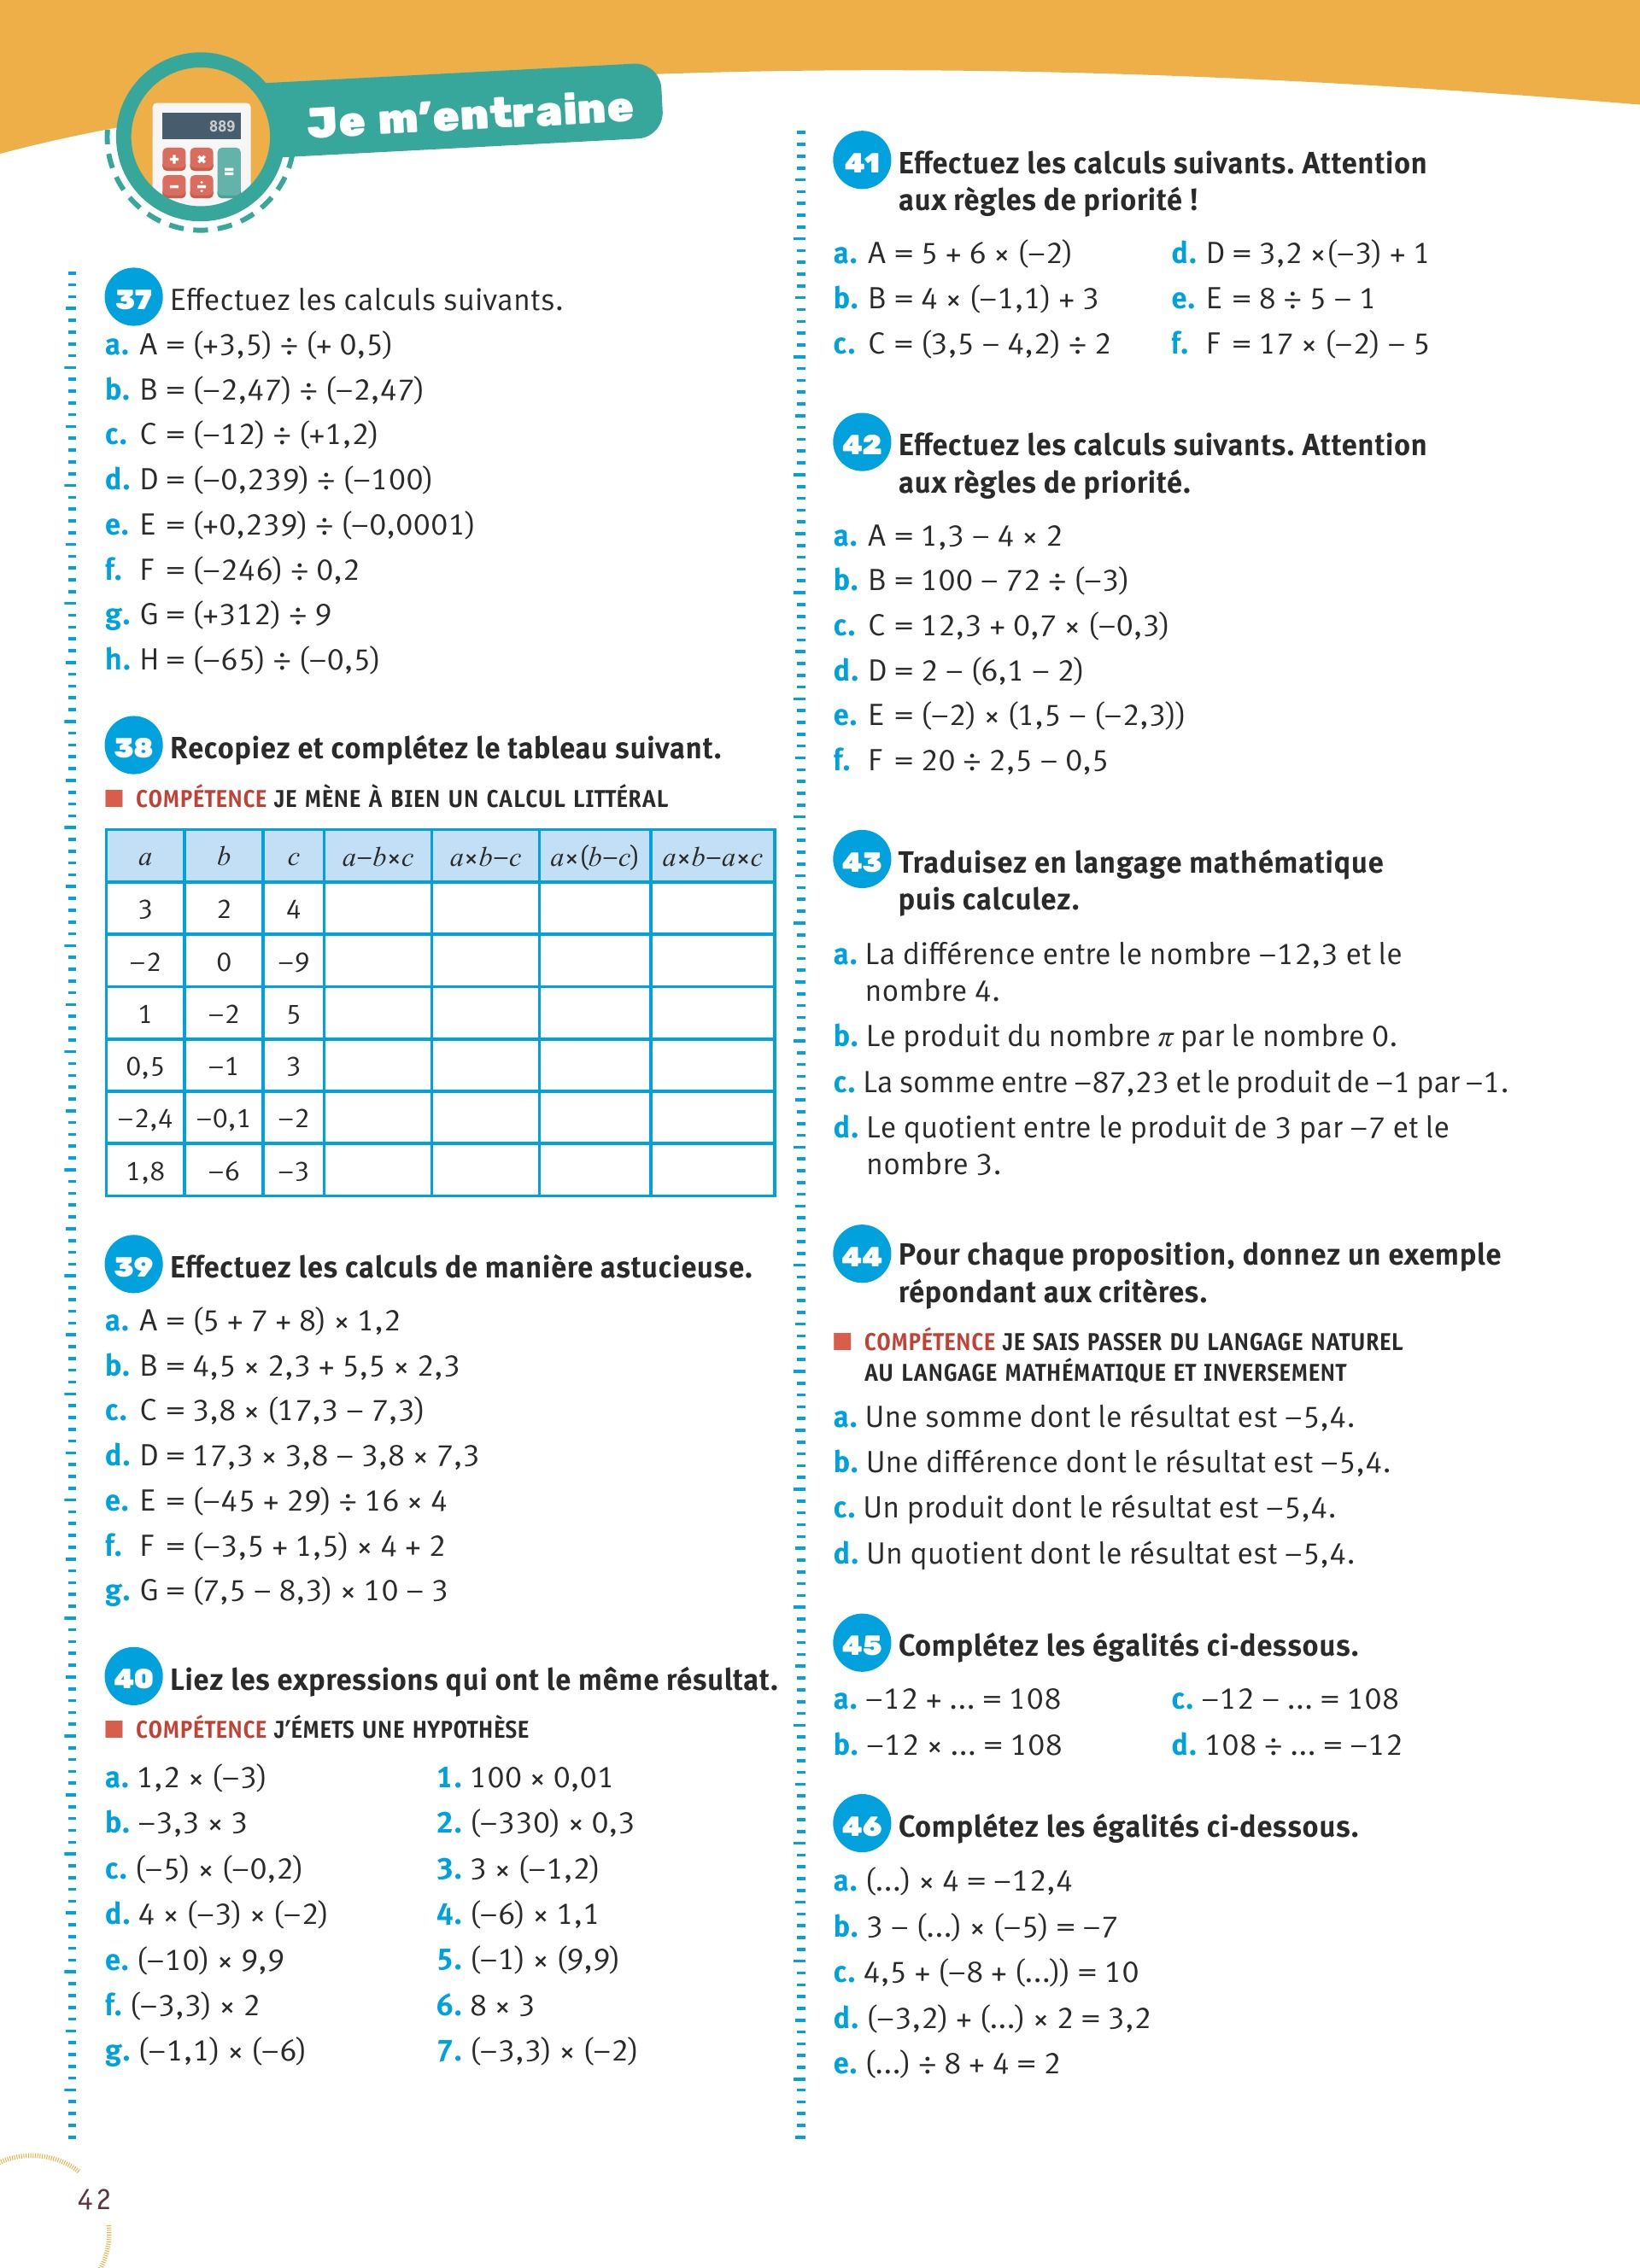 889
Je m'entraine
37 Effectuez les calculs suivants.
a. A = (+3,5) ÷ (+ 0,5)
b. B = (−2,47) ÷ (−2,47)
c. C = (−12) ÷ (+1,2)
d. D = (−0,239) ÷ (−100)
e. E = (+0,239) ÷ (−0,0001)
f. F = (−246) ÷ 0,2
g. G = (+312) ÷ 9
h. H = (−65) ÷ (−0,5)
38 Recopiez et complétez le tableau suivant.
COMPÉTENCE JE MÈNE À BIEN UN CALCUL LITTÉRAL
a b c a−b×c a×b−c a×(b−c) a×b−a×c
3 2 4
−2 0 −9
1 −2 5
0,5 −1 3
−2,4 −0,1 −2
1,8 −6 −3
39 Effectuez les calculs de manière astucieuse.
a. A = (5 + 7 + 8) × 1,2
b. B = 4,5 × 2,3 + 5,5 × 2,3
c. C = 3,8 × (17,3 − 7,3)
d. D = 17,3 × 3,8 − 3,8 × 7,3
e. E = (−45 + 29) ÷ 16 × 4
f. F = (−3,5 + 1,5) × 4 + 2
g. G = (7,5 − 8,3) × 10 − 3
40 Liez les expressions qui ont le même résultat.
COMPÉTENCE J'ÉMETS UNE HYPOTHÈSE
a. 1,2 × (−3) 1. 100 × 0,01
b. −3,3 × 3 2. (−330) × 0,3
c. (−5) × (−0,2) 3. 3 × (−1,2)
d. 4 × (−3) × (−2) 4. (−6) × 1,1
e. (−10) × 9,9 5. (−1) × (9,9)
f. (−3,3) × 2 6. 8 × 3
g. (−1,1) × (−6) 7. (−3,3) × (−2)
41 Effectuez les calculs suivants. Attention
aux règles de priorité !
a. A = 5 + 6 × (−2) d. D = 3,2 ×(−3) + 1
b. B = 4 × (−1,1) + 3 e. E = 8 ÷ 5 − 1
c. C = (3,5 − 4,2) ÷ 2 f. F = 17 × (−2) − 5
42 Effectuez les calculs suivants. Attention
aux règles de priorité.
a. A = 1,3 − 4 × 2
b. B = 100 − 72 ÷ (−3)
c. C = 12,3 + 0,7 × (−0,3)
d. D = 2 − (6,1 − 2)
e. E = (−2) × (1,5 − (−2,3))
f. F = 20 ÷ 2,5 − 0,5
43 Traduisez en langage mathématique
puis calculez.
a. La différence entre le nombre −12,3 et le
nombre 4.
b. Le produit du nombre π par le nombre 0.
c. La somme entre −87,23 et le produit de −1 par −1.
d. Le quotient entre le produit de 3 par −7 et le
nombre 3.
44 Pour chaque proposition, donnez un exemple
répondant aux critères.
COMPÉTENCE JE SAIS PASSER DU LANGAGE NATUREL
AU LANGAGE MATHÉMATIQUE ET INVERSEMENT
a. Une somme dont le résultat est −5,4.
b. Une différence dont le résultat est −5,4.
c. Un produit dont le résultat est −5,4.
d. Un quotient dont le résultat est −5,4.
45 Complétez les égalités ci-dessous.
a. −12 + ... = 108 c. −12 − ... = 108
b. −12 × ... = 108 d. 108 ÷ ... = −12
46 Complétez les égalités ci-dessous.
a. (...) × 4 = −12,4
b. 3 − (...) × (−5) = −7
c. 4,5 + (−8 + (...)) = 10
d. (−3,2) + (...) × 2 = 3,2
e. (...) ÷ 8 + 4 = 2
42